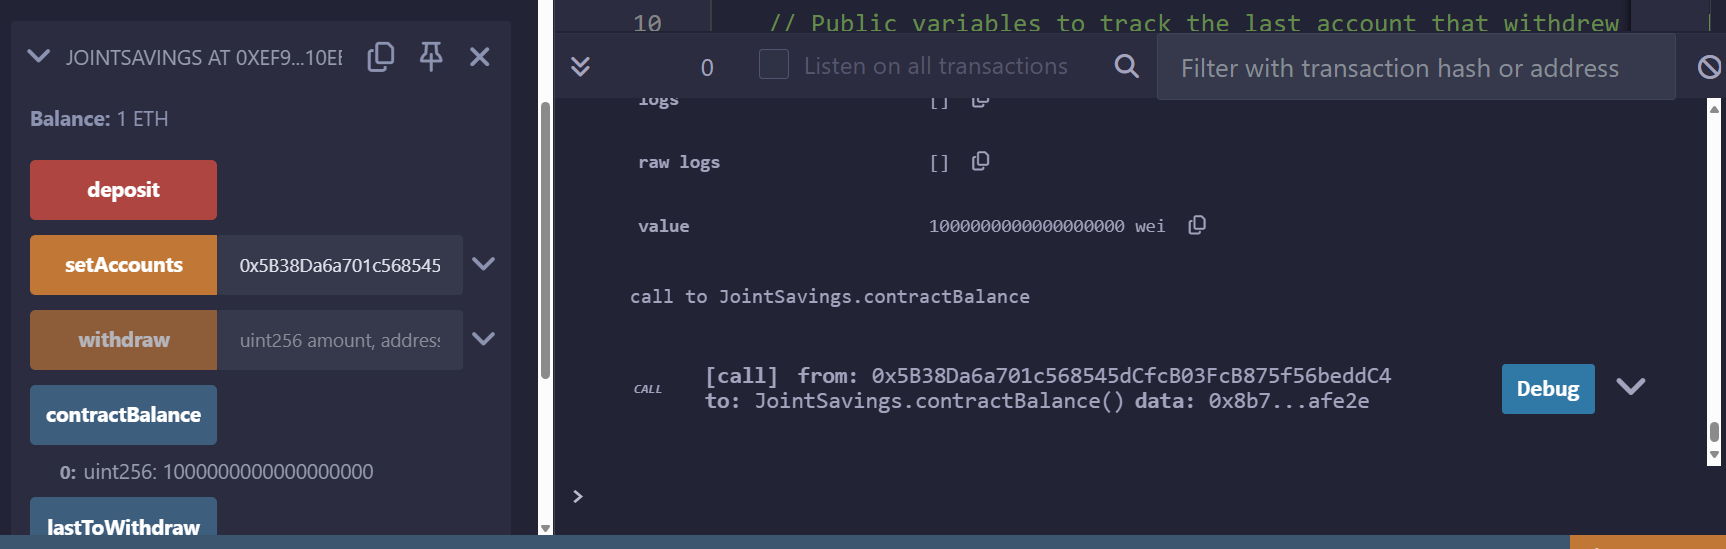 JOINTSAVINGS AT 0XEF9...10EE
Balance: 1 ETH
deposit
setAccounts
0x5B38Da6a701c568545
withdraw
uint256 amount, address
contractBalance
0: uint256: 1000000000000000000
lastToWithdraw
10
// Public variables to track the last account that withdrew
0
Listen on all transactions
Filter with transaction hash or address
logs
[]
raw logs
[]
value
1000000000000000000 wei
call to JointSavings.contractBalance
CALL
[call] from: 0x5B38Da6a701c568545dCfcB03FcB875f56beddC4
to: JointSavings.contractBalance() data: 0x8b7...afe2e
Debug
>